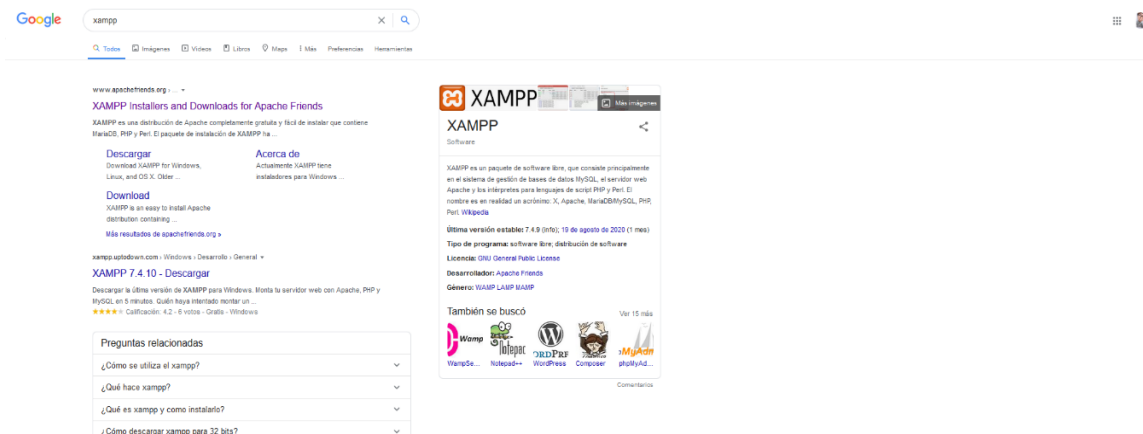 Google
xampp
Todos Imágenes Vídeos Libros Maps Más Preferencias Herramientas
www.apachefriends.org › ...
XAMPP Installers and Downloads for Apache Friends
XAMPP es una distribución de Apache completamente gratuita y fácil de instalar que contiene
MariaDB, PHP y Perl. El paquete de instalación de XAMPP ha ...
Descargar
Download XAMPP for Windows,
Linux, and OS X. Older ...
Acerca de
Actualmente XAMPP tiene
instaladores para Windows ...
Download
XAMPP is an easy to install Apache
distribution containing ...
Más resultados de apachefriends.org »
xampp.uptodown.com › Windows › Desarrollo › General
XAMPP 7.4.10 - Descargar
Descargar la última versión de XAMPP para Windows. Monta tu servidor web con Apache, PHP y
MySQL en 5 minutos. Quién haya intentado montar un ...
Calificación: 4,2 - 6 votos - Gratis - Windows
Preguntas relacionadas
¿Cómo se utiliza el xampp?
¿Qué hace xampp?
¿Qué es xampp y como instalarlo?
¿Cómo descargar xampp para 32 bits?
XAMPP
Más imágenes
XAMPP
Software
XAMPP es un paquete de software libre, que consiste principalmente
en el sistema de gestión de bases de datos MySQL, el servidor web
Apache y los intérpretes para lenguajes de script PHP y Perl. El
nombre es en realidad un acrónimo: X, Apache, MariaDB/MySQL, PHP,
Perl. Wikipedia
Última versión estable: 7.4.9 (info); 19 de agosto de 2020 (1 mes)
Tipo de programa: software libre; distribución de software
Licencia: GNU General Public License
Desarrollador: Apache Friends
Género: WAMP LAMP MAMP
También se buscó
Ver 15 más
Wamp
Notepad
ORDPRE
MyAdn
WampSe... Notepad++ WordPress Composer phpMyAd...
Comentarios